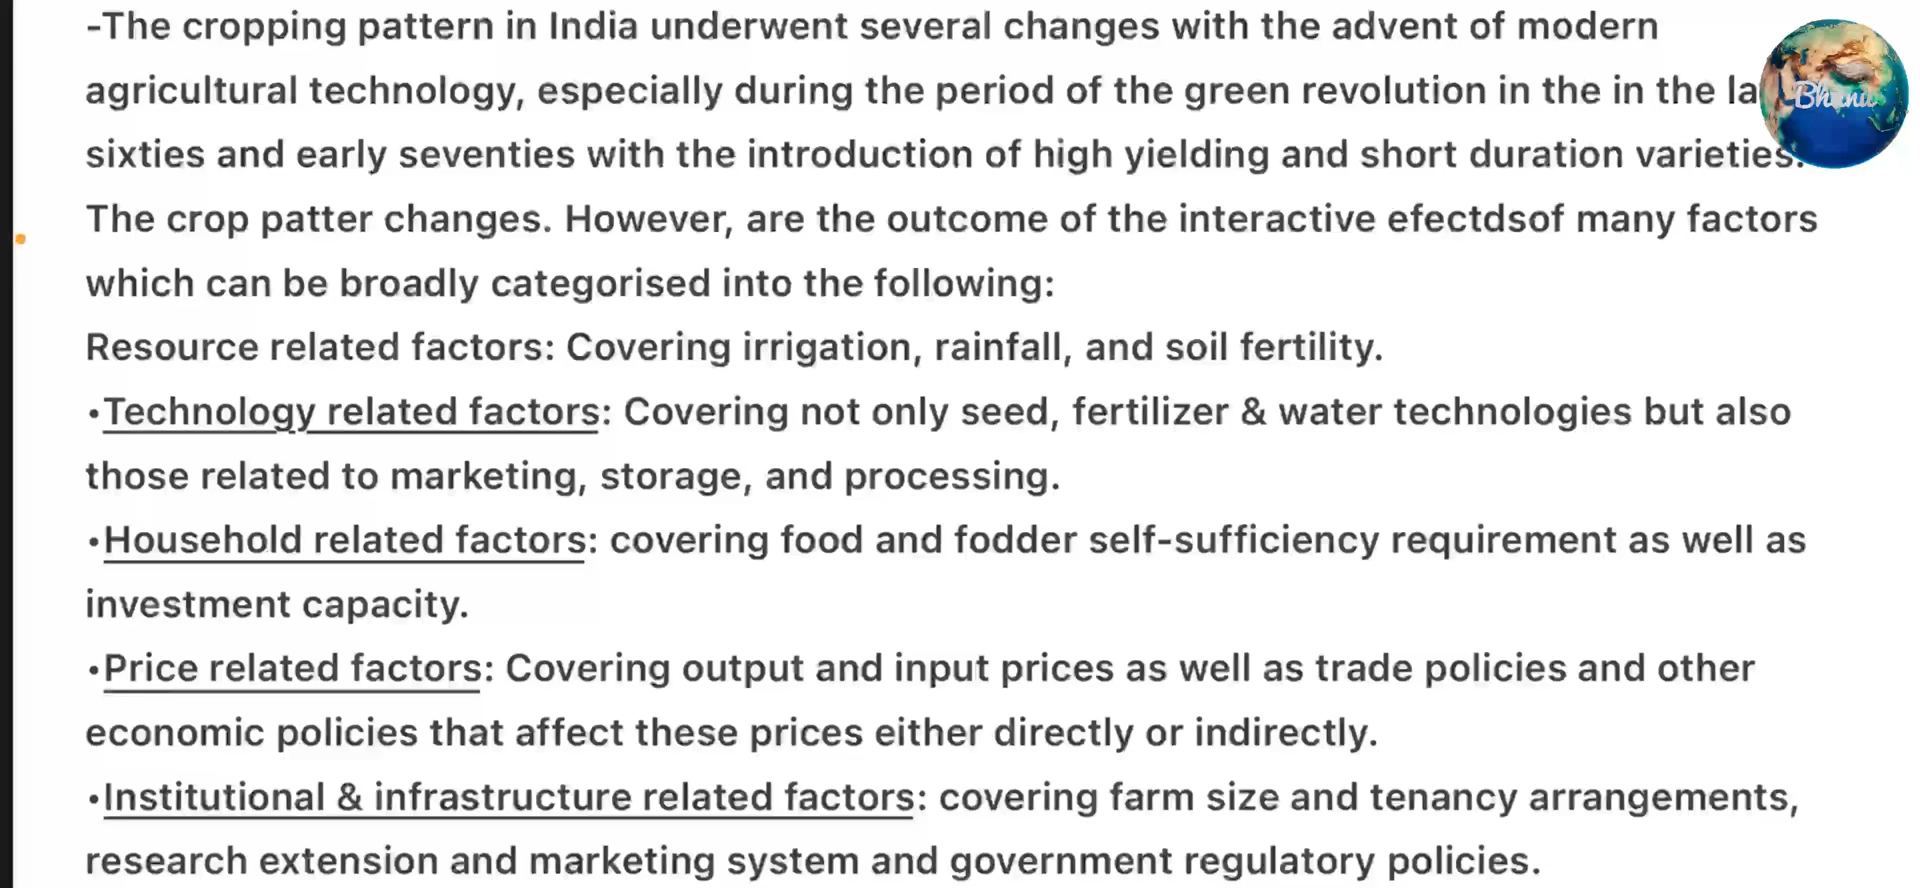 -The cropping pattern in India underwent several changes with the advent of modern
agricultural technology, especially during the period of the green revolution in the in the la
sixties and early seventies with the introduction of high yielding and short duration varieties.
The crop patter changes. However, are the outcome of the interactive efectdsof many factors
which can be broadly categorised into the following:
Resource related factors: Covering irrigation, rainfall, and soil fertility.
•Technology related factors: Covering not only seed, fertilizer & water technologies but also
those related to marketing, storage, and processing.
•Household related factors: covering food and fodder self-sufficiency requirement as well as
investment capacity.
•Price related factors: Covering output and input prices as well as trade policies and other
economic policies that affect these prices either directly or indirectly.
•Institutional & infrastructure related factors: covering farm size and tenancy arrangements,
research extension and marketing system and government regulatory policies.